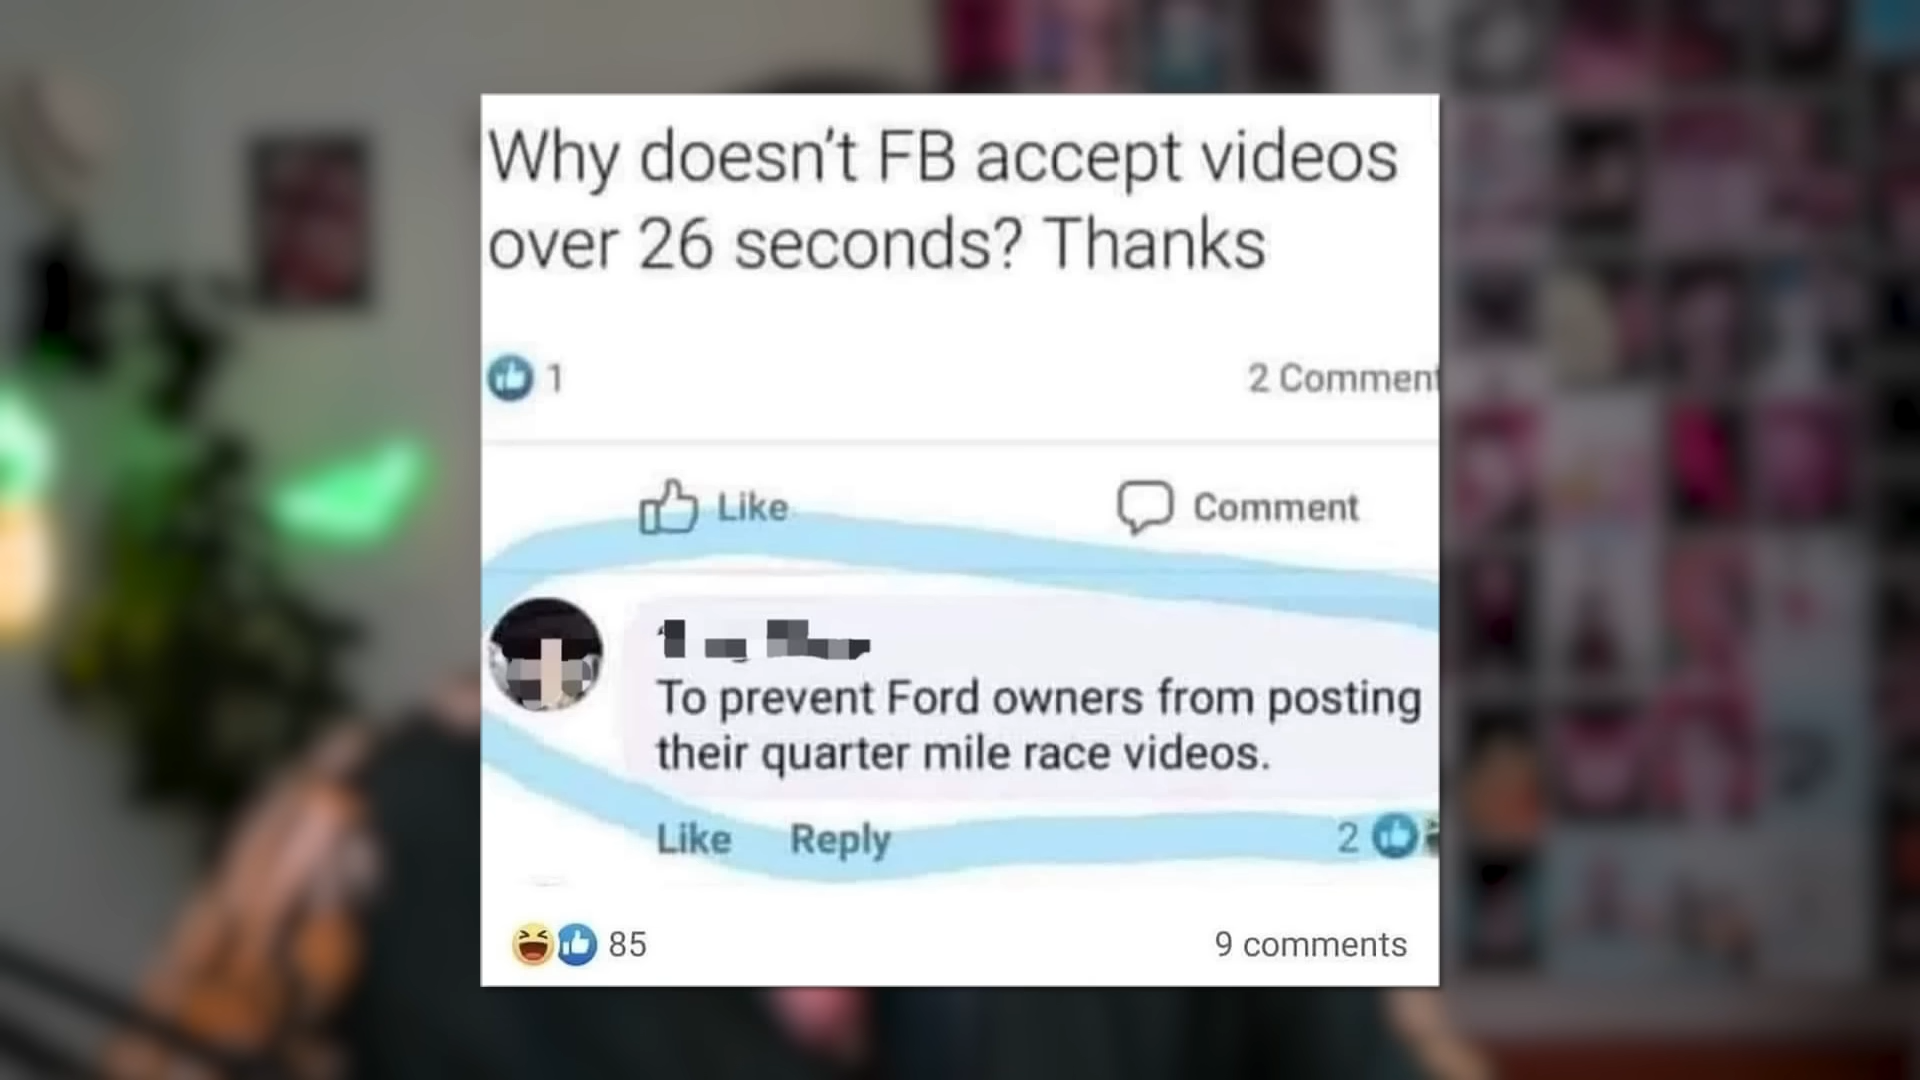 Why doesn't FB accept videos
over 26 seconds? Thanks
1
2 Comment
Like
Comment
To prevent Ford owners from posting
their quarter mile race videos.
Like Reply
2
85
9 comments